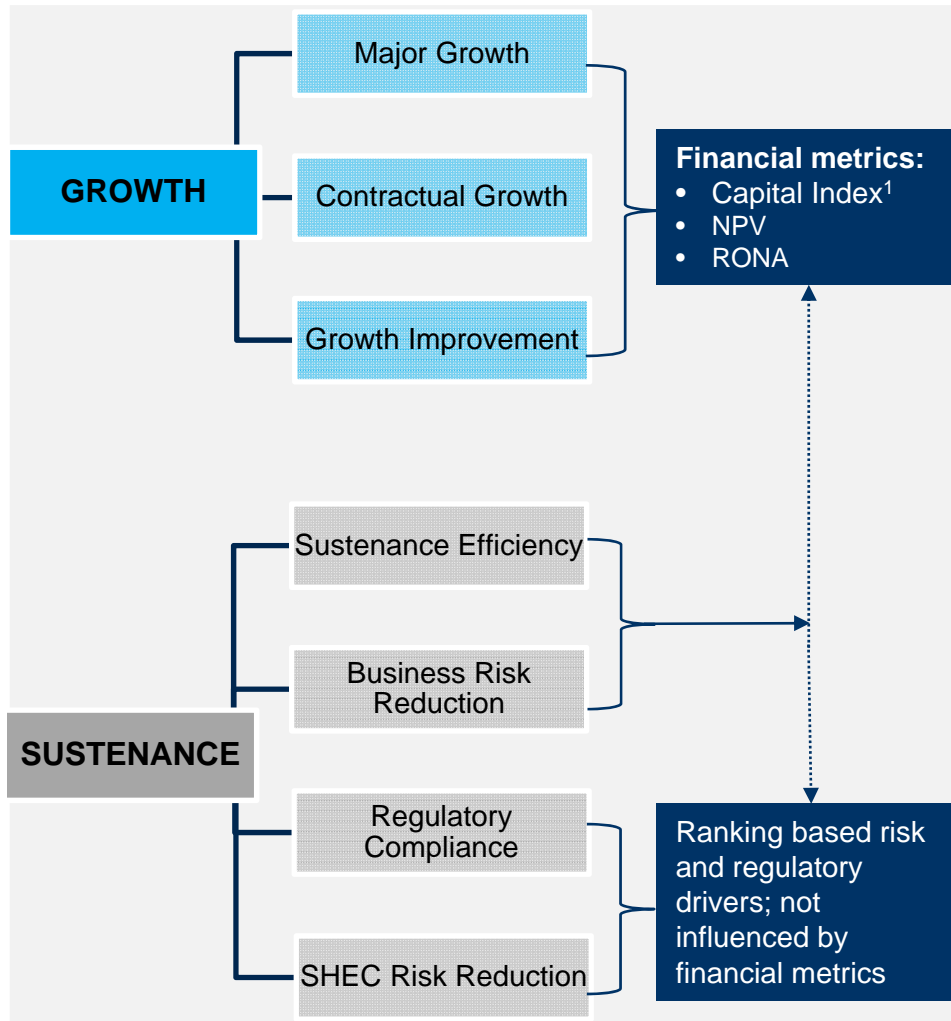 Major Growth
GROWTH
Contractual Growth
Growth Improvement
Financial metrics:
• Capital Index¹
• NPV
• RONA
Sustenance Efficiency
Business Risk
Reduction
SUSTENANCE
Regulatory
Compliance
SHEC Risk Reduction
Ranking based risk
and regulatory
drivers; not
influenced by
financial metrics